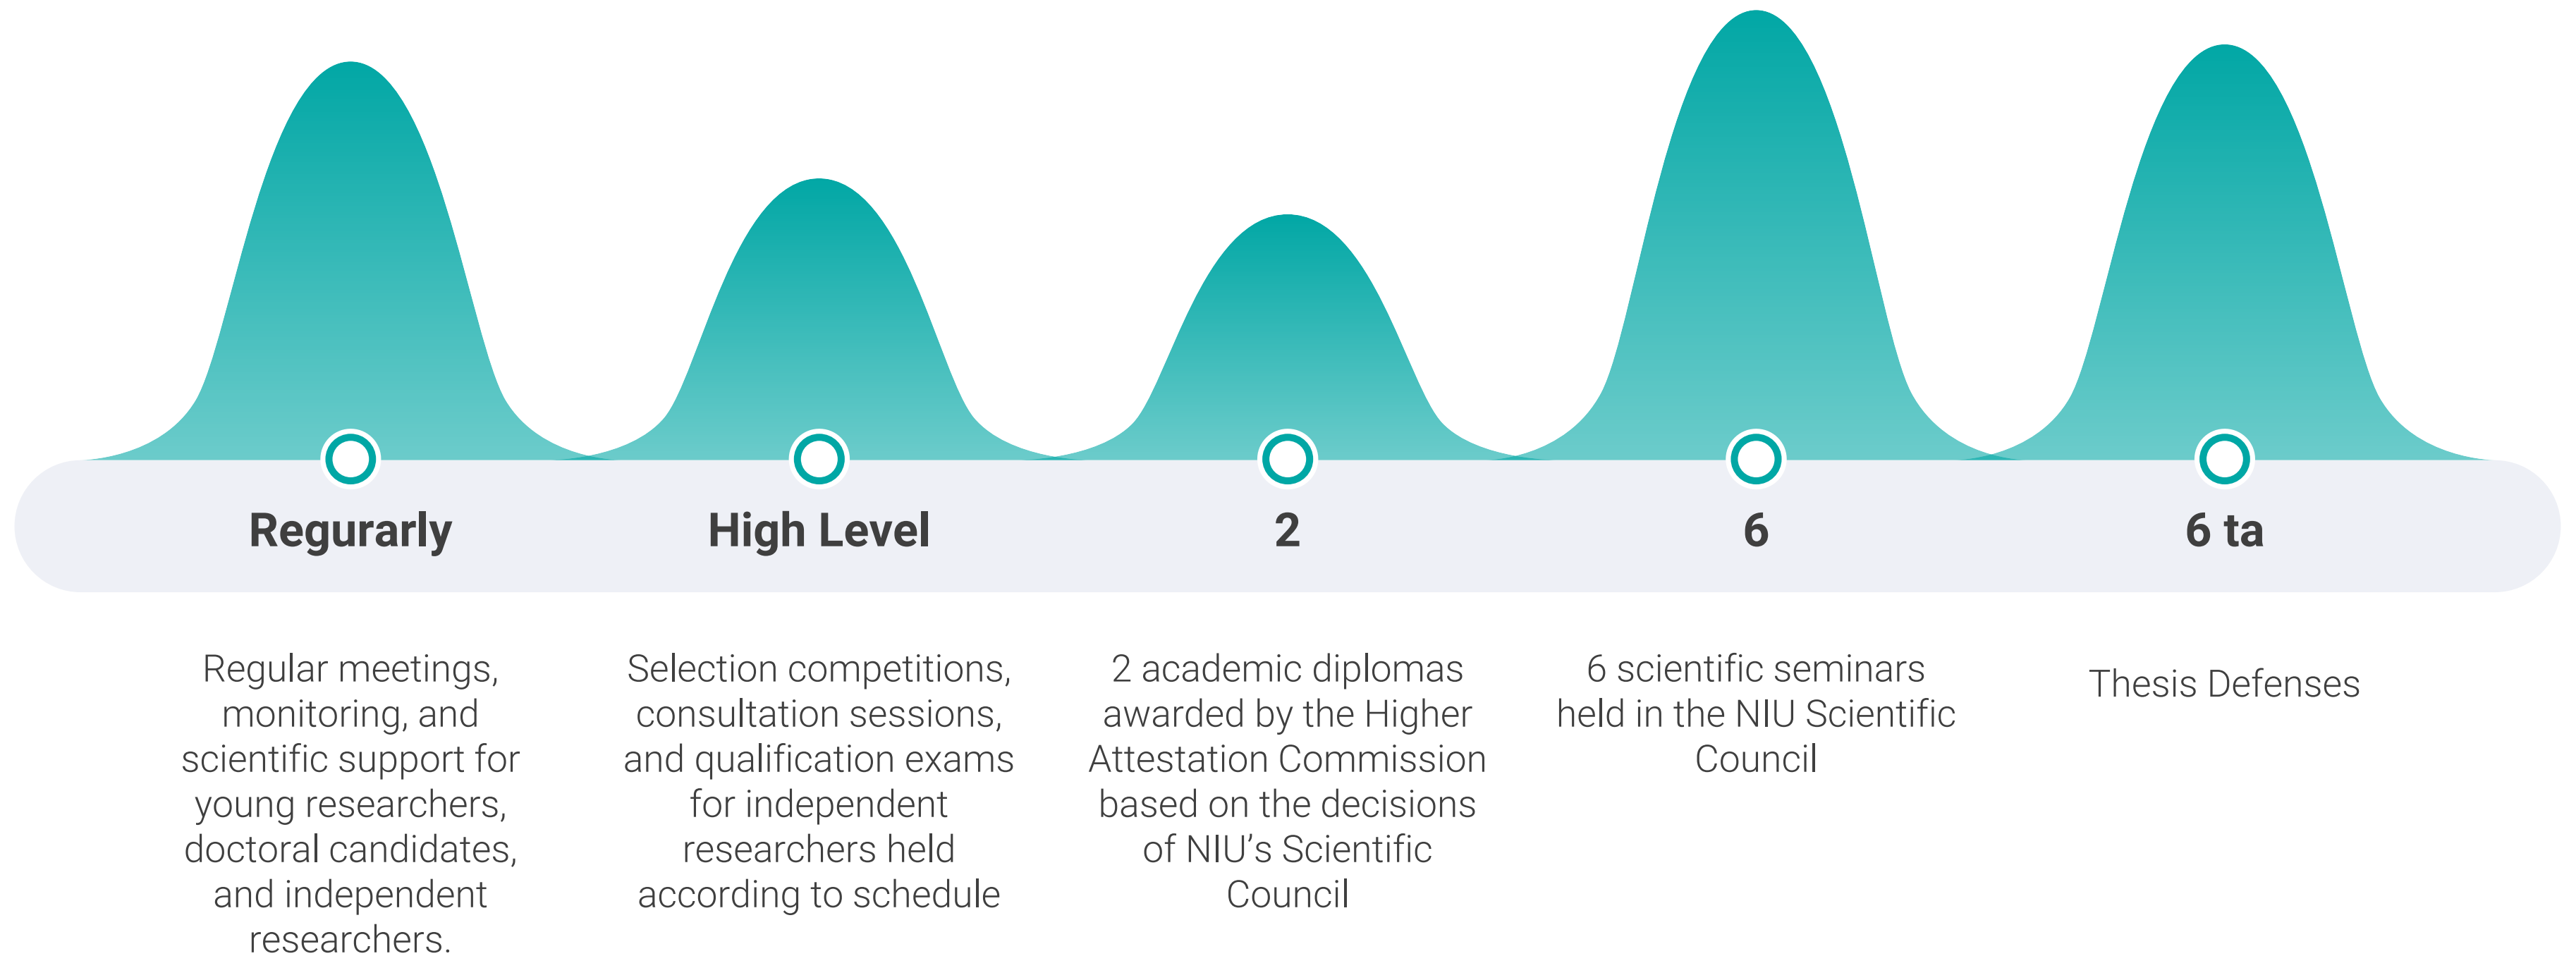 Regurarly
High Level
2
6
6 ta
Regular meetings,
monitoring, and
scientific support for
young researchers,
doctoral candidates,
and independent
researchers.
Selection competitions,
consultation sessions,
and qualification exams
for independent
researchers held
according to schedule
2 academic diplomas
awarded by the Higher
Attestation Commission
based on the decisions
of NIU’s Scientific
Council
6 scientific seminars
held in the NIU Scientific
Council
Thesis Defenses